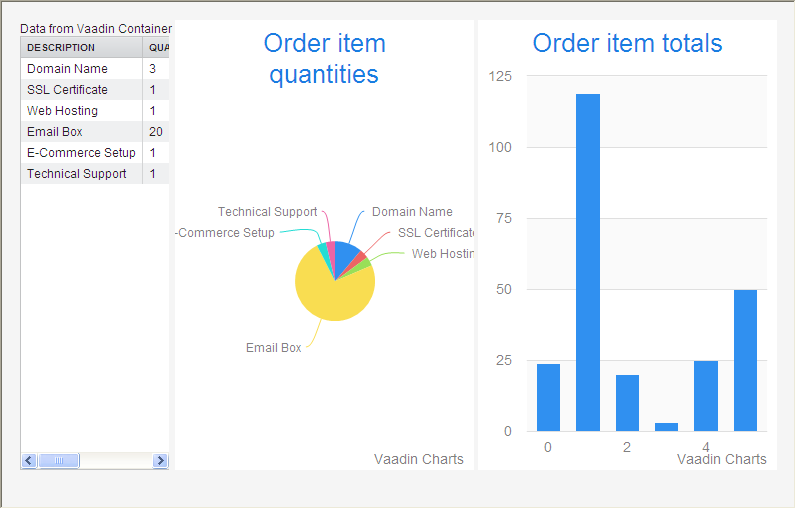 Data from Vaadin Container
DESCRIPTION QUA
Domain Name 3
SSL Certificate 1
Web Hosting 1
Email Box 20
E-Commerce Setup 1
Technical Support 1
Order item
quantities
Technical Support
Domain Name
-Commerce Setup
SSL Certificate
Web Hostin
Email Box
Vaadin Charts
Order item totals
125
100
75
50
25
0
0 2 4
Vaadin Charts